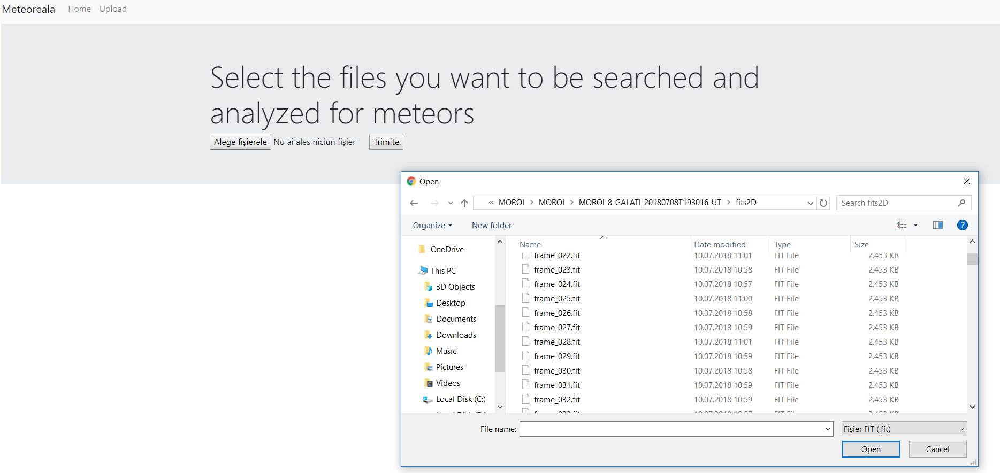 Meteoreala Home Upload
Select the files you want to be searched and
analyzed for meteors
Alege fișierele Nu ai ales niciun fișier Trimite
Open
« MOROI > MOROI > MOROI-8-GALATI_20180708T193016_UT > fits2D Search fits2D
Organize New folder
Name Date modified Type Size
OneDrive
This PC
3D Objects
Desktop
Documents
Downloads
Music
Pictures
Videos
Local Disk (C:)
frame_022.fit 10.07.2018 11:01 FIT File 2.453 KB
frame_023.fit 10.07.2018 10:58 FIT File 2.453 KB
frame_024.fit 10.07.2018 10:57 FIT File 2.453 KB
frame_025.fit 10.07.2018 11:00 FIT File 2.453 KB
frame_026.fit 10.07.2018 10:58 FIT File 2.453 KB
frame_027.fit 10.07.2018 10:59 FIT File 2.453 KB
frame_028.fit 10.07.2018 11:01 FIT File 2.453 KB
frame_029.fit 10.07.2018 10:59 FIT File 2.453 KB
frame_030.fit 10.07.2018 10:58 FIT File 2.453 KB
frame_031.fit 10.07.2018 10:59 FIT File 2.453 KB
frame_032.fit 10.07.2018 10:59 FIT File 2.453 KB
File name: Fișier FIT (.fit)
Open Cancel